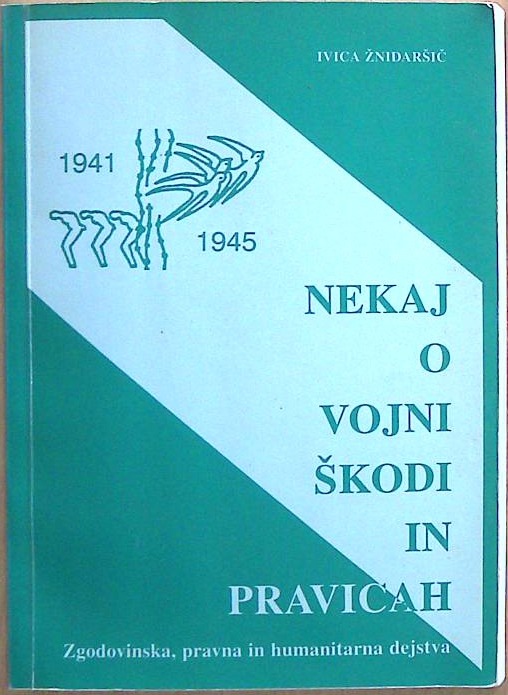 IVICA ŽNIDARŠIČ
1941
1945
NEKAJ
O
VOJNI
ŠKODI
IN
PRAVICAH
Zgodovinska, pravna in humanitarna dejstva